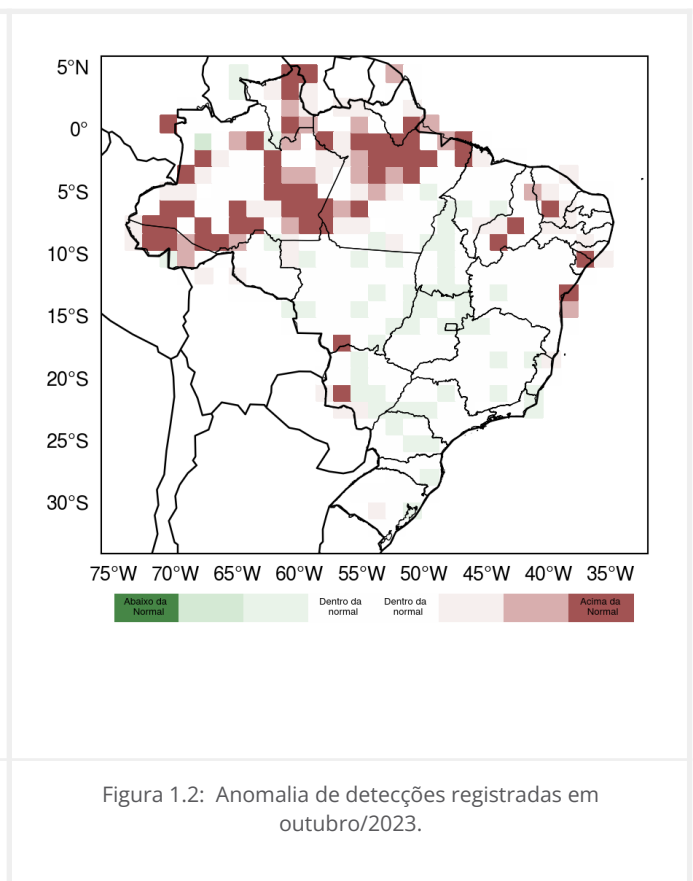 5°N
0°
5°S
10°S
15°S
20°S
25°S
30°S
75°W 70°W 65°W 60°W 55°W 50°W 45°W 40°W 35°W
Abaixo da
Normal
Dentro da
normal
Dentro da
normal
Acima da
Normal
Figura 1.2: Anomalia de detecções registradas em
outubro/2023.